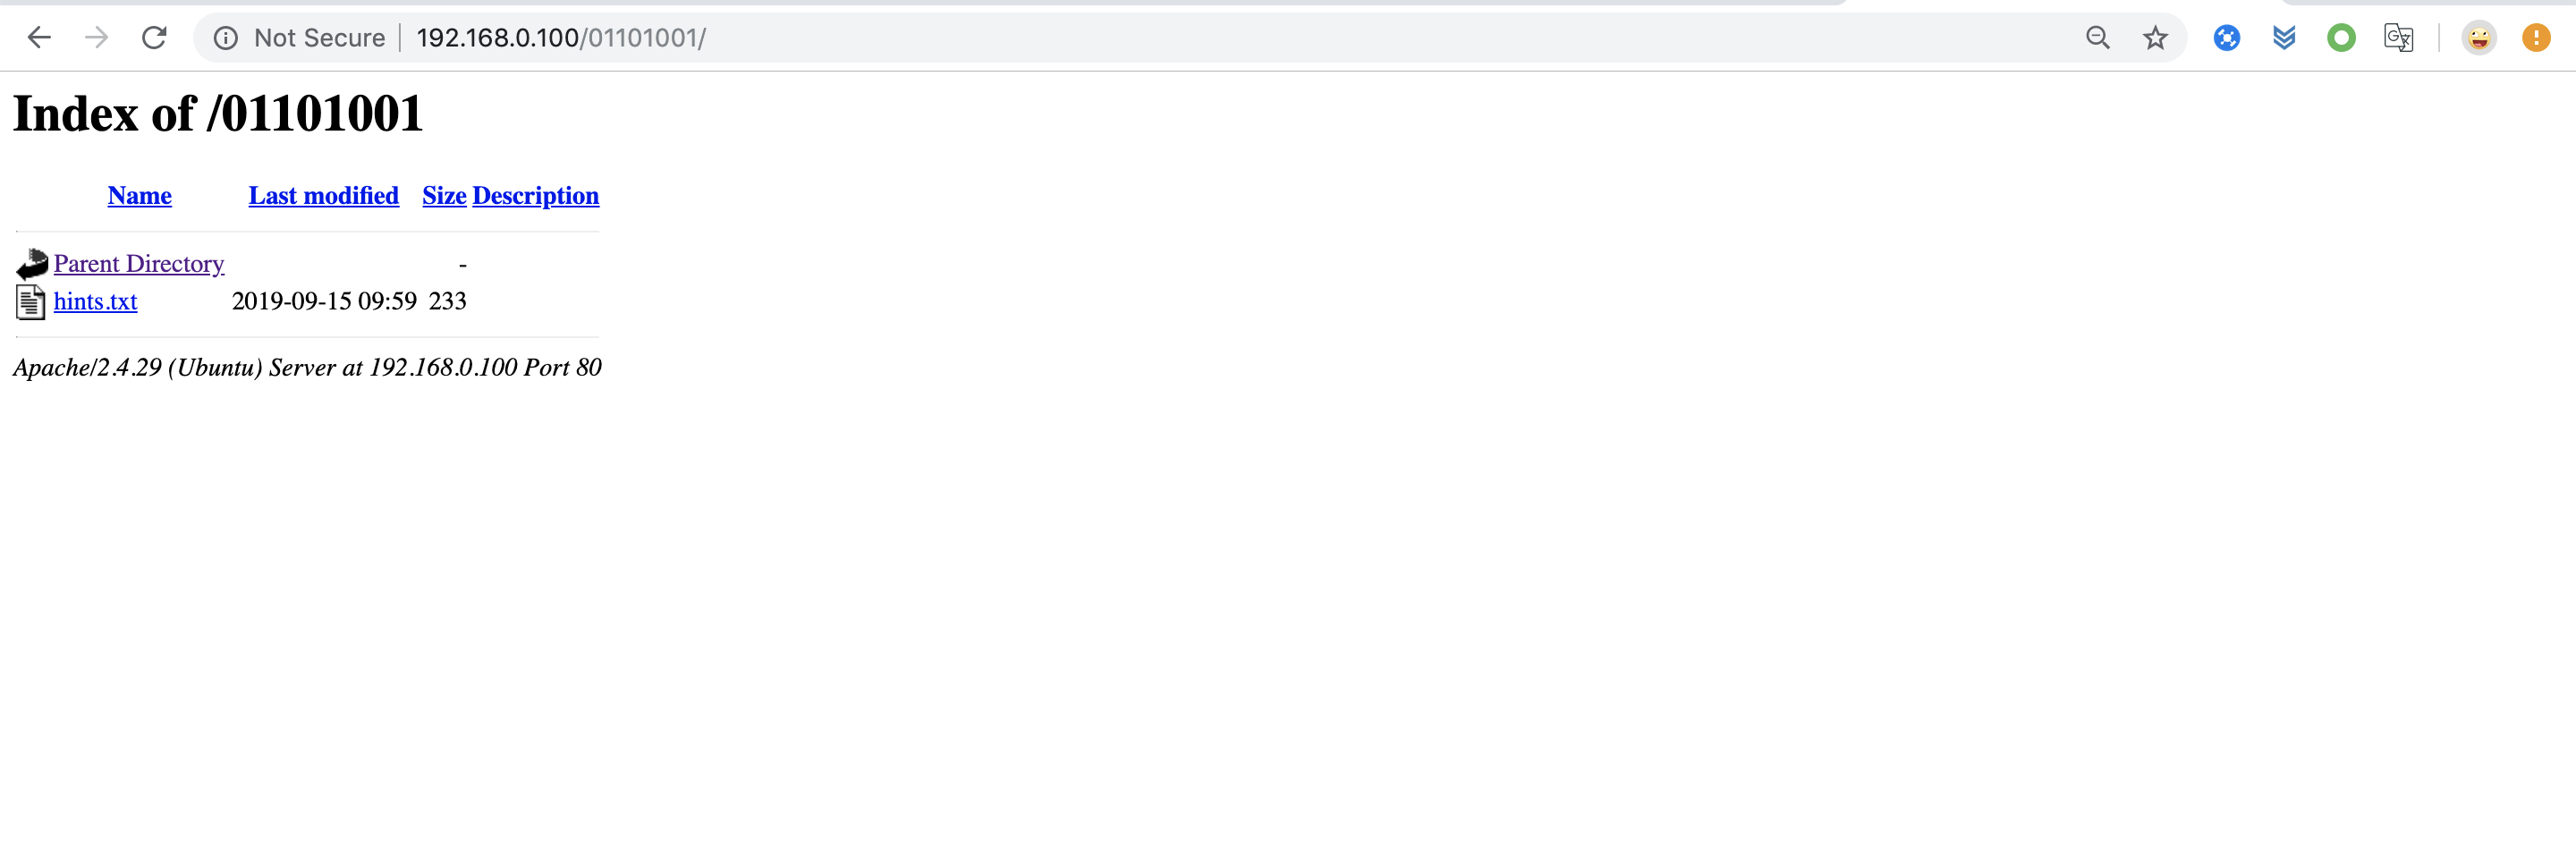 Not Secure | 192.168.0.100/01101001/
Index of /01101001
Name Last modified Size Description
Parent Directory -
hints.txt 2019-09-15 09:59 233
Apache/2.4.29 (Ubuntu) Server at 192.168.0.100 Port 80